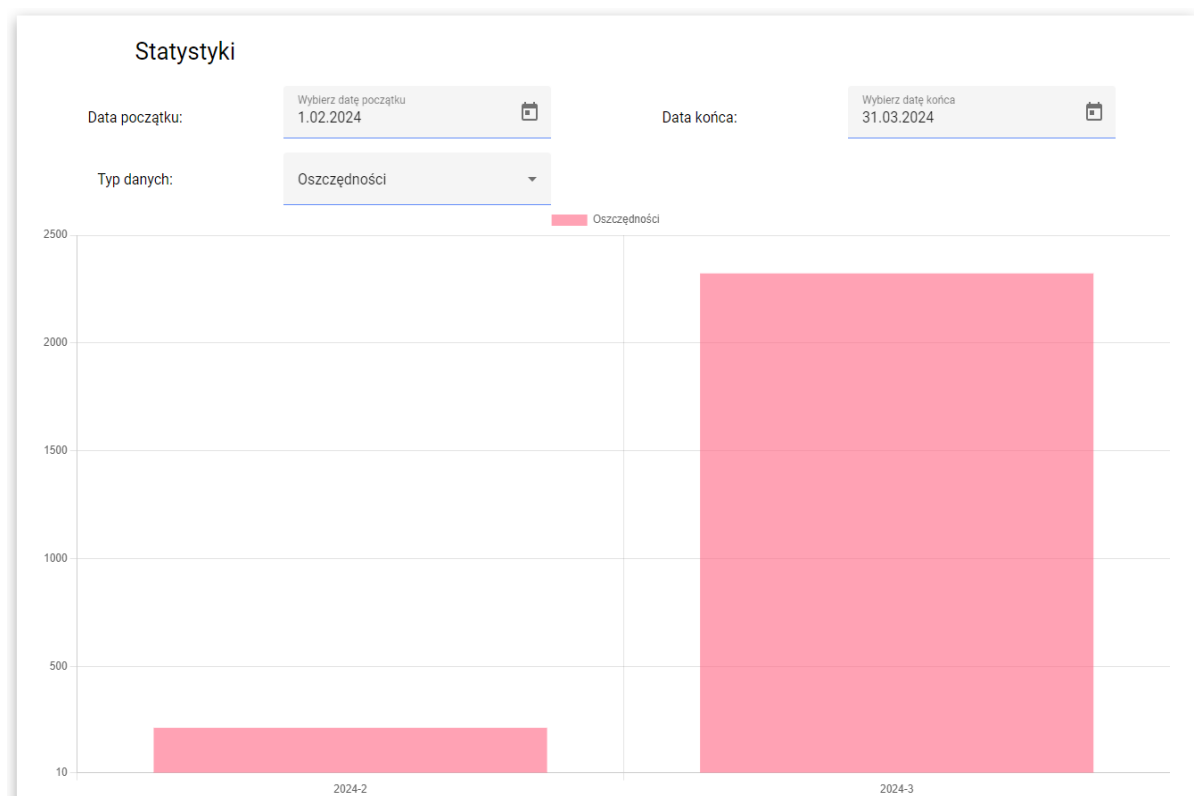 Statystyki
Data początku:
Wybierz datę początku
1.02.2024
Data końca:
Wybierz datę końca
31.03.2024
Typ danych:
Oszczędności
Oszczędności
2500
2000
1500
1000
500
10
2024-2
2024-3